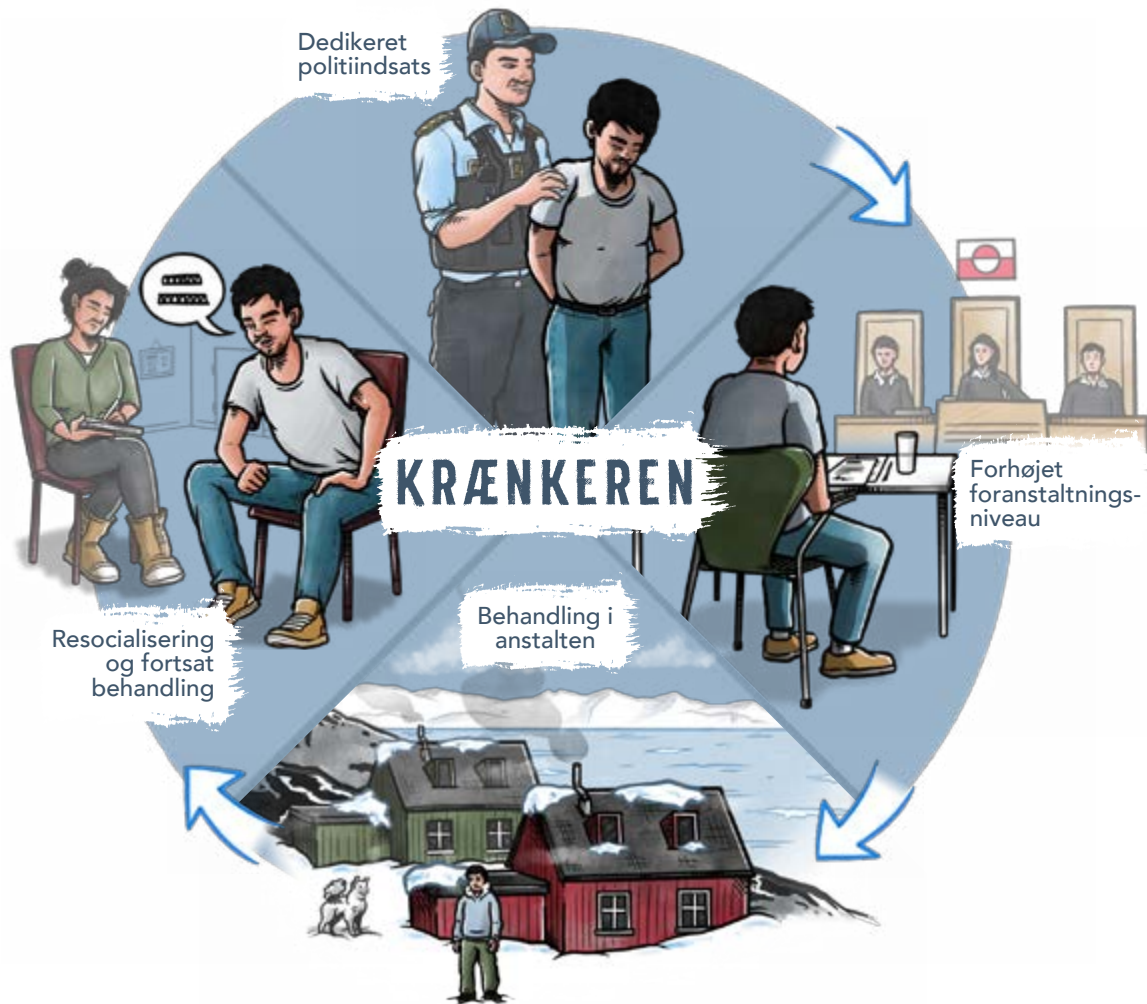 Dedikeret
politiindsats
KRÆNKEREN
Forhøjet
foranstaltnings-
niveau
Behandling i
anstalten
Resocialisering
og fortsat
behandling